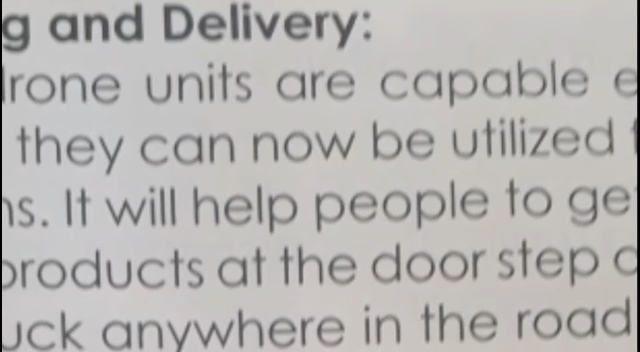 g and Delivery:
rone units are capable
they can now be utilized
s. It will help people to ge
products at the door step
uck anywhere in the road